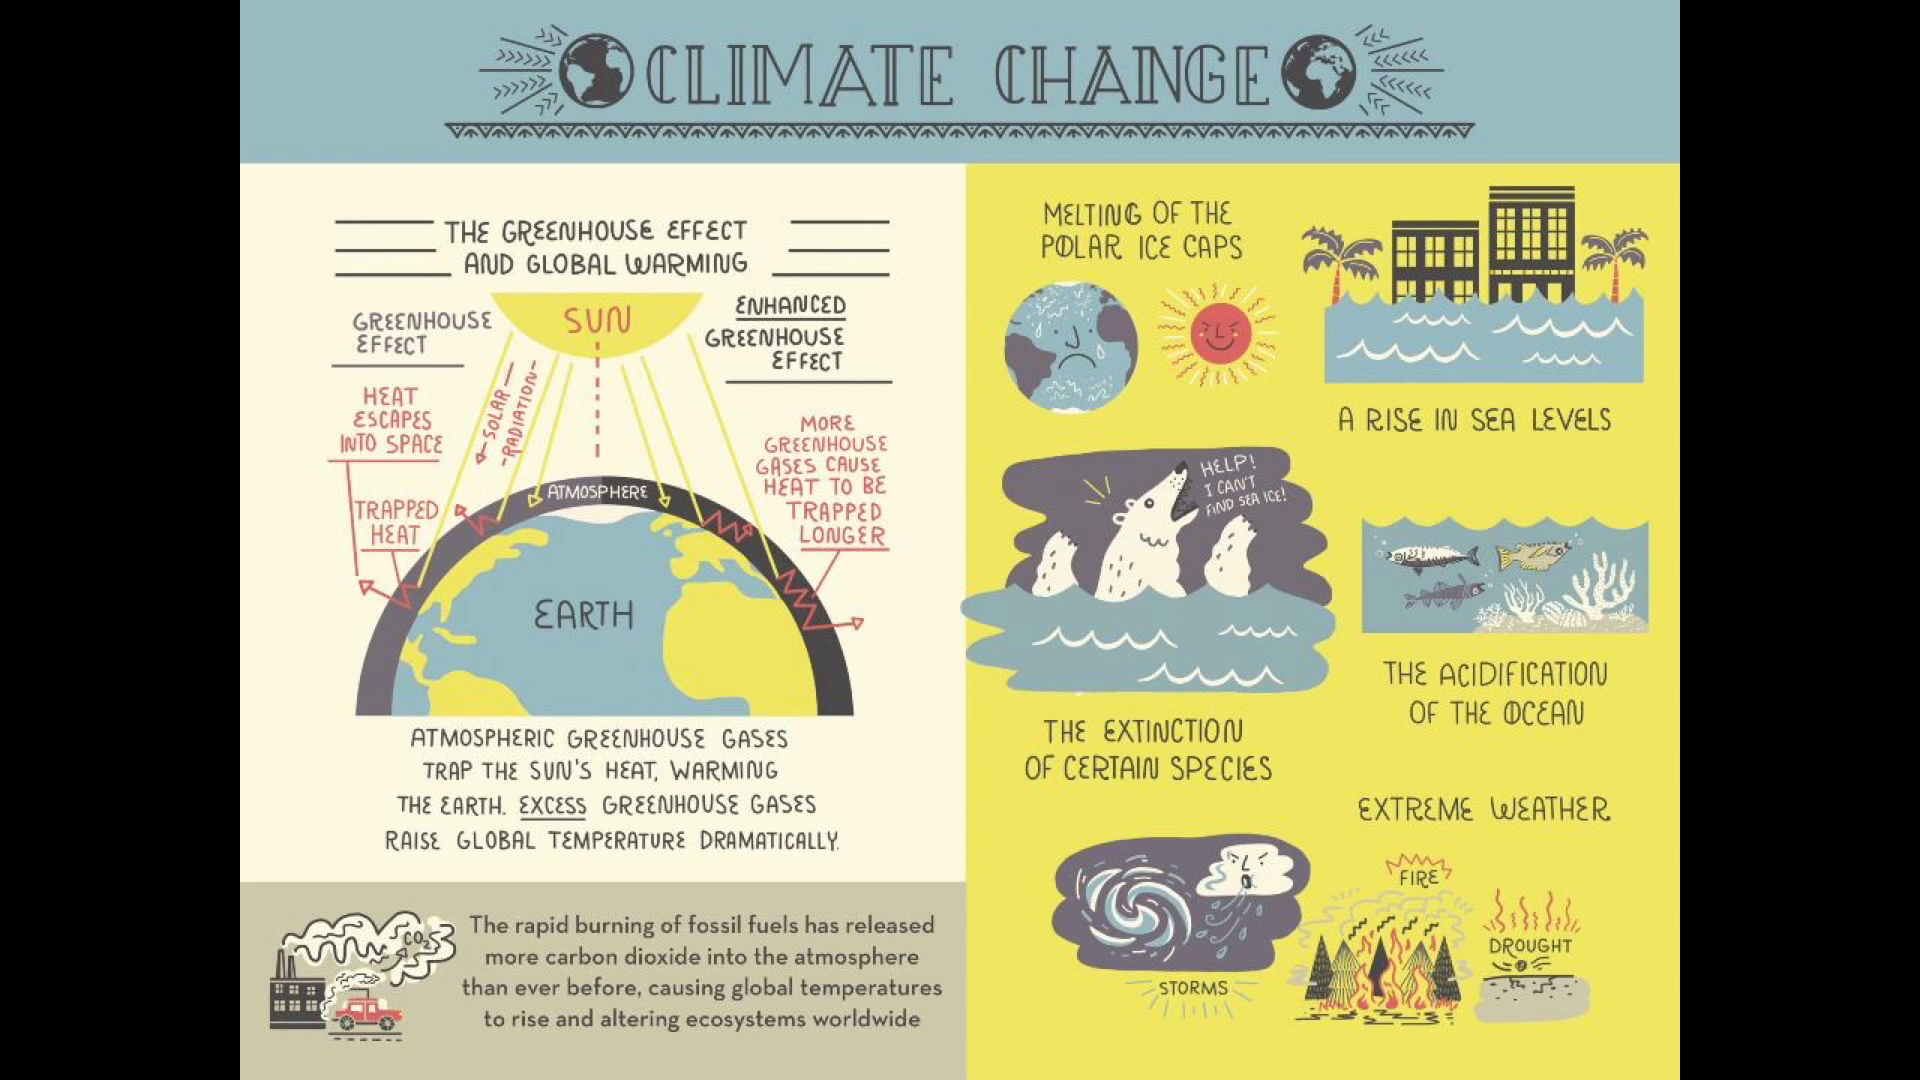 CLIMATE CHANGE
THE GREENHOUSE EFFECT
AND GLOBAL WARMING
SUN
GREENHOUSE
EFFECT
ENHANCED
GREENHOUSE
EFFECT
HEAT
ESCAPES
INTO SPACE
SOLAR
RADIATION
TRAPPED
HEAT
MORE
GREENHOUSE
GASES CAUSE
HEAT TO BE
TRAPPED
LONGER
ATMOSPHERE
EARTH
ATMOSPHERIC GREENHOUSE GASES
TRAP THE SUN'S HEAT, WARMING
THE EARTH. EXCESS GREENHOUSE GASES
RAISE GLOBAL TEMPERATURE DRAMATICALLY.
CO2
The rapid burning of fossil fuels has released
more carbon dioxide into the atmosphere
than ever before, causing global temperatures
to rise and altering ecosystems worldwide
MELTING OF THE
POLAR ICE CAPS
A RISE IN SEA LEVELS
HELP!
I CAN'T
FIND SEA ICE!
THE EXTINCTION
OF CERTAIN SPECIES
THE ACIDIFICATION
OF THE OCEAN
EXTREME WEATHER
STORMS
FIRE
DROUGHT